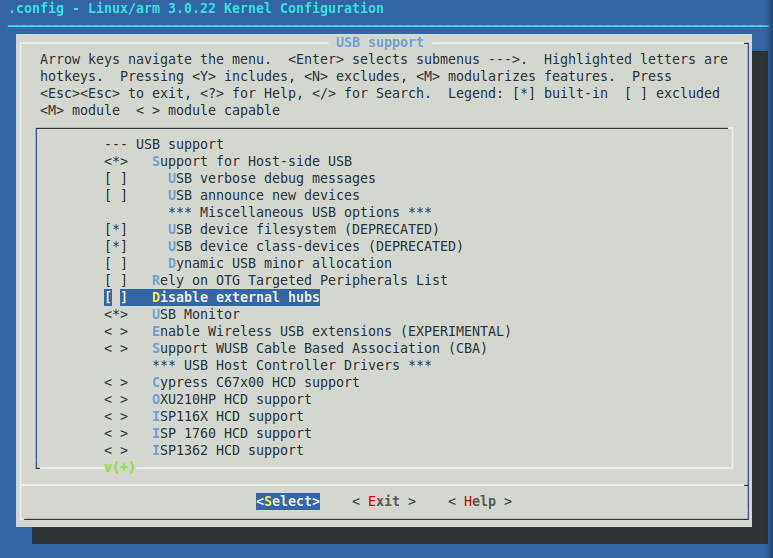 .config - Linux/arm 3.0.22 Kernel Configuration
USB support
Arrow keys navigate the menu.  <Enter> selects submenus --->.  Highlighted letters are
hotkeys.  Pressing <Y> includes, <N> excludes, <M> modularizes features.  Press
<Esc><Esc> to exit, <?> for Help, </> for Search.  Legend: [*] built-in  [ ] excluded
<M> module  < > module capable
--- USB support
<*>   Support for Host-side USB
[ ]     USB verbose debug messages
[ ]     USB announce new devices
*** Miscellaneous USB options ***
[*]     USB device filesystem (DEPRECATED)
[*]     USB device class-devices (DEPRECATED)
[ ]     Dynamic USB minor allocation
[ ]   Rely on OTG Targeted Peripherals List
[ ]   Disable external hubs
<*>   USB Monitor
< >   Enable Wireless USB extensions (EXPERIMENTAL)
< >   Support WUSB Cable Based Association (CBA)
*** USB Host Controller Drivers ***
< >   Cypress C67x00 HCD support
< >   OXU210HP HCD support
< >   ISP116X HCD support
< >   ISP 1760 HCD support
< >   ISP1362 HCD support
v(+)
<Select>    < Exit >    < Help >